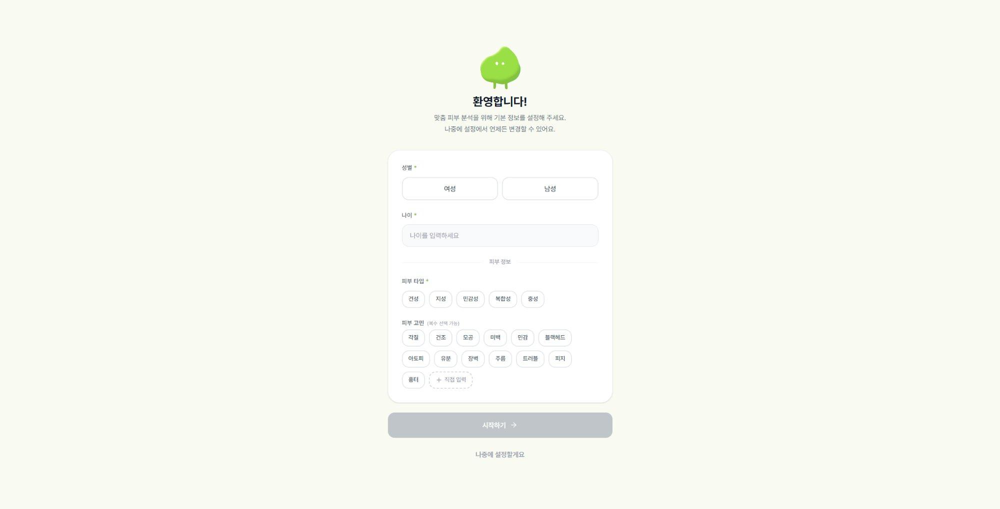 환영합니다!
맞춤 피부 분석을 위해 기본 정보를 설정해 주세요.
나중에 설정에서 언제든 변경할 수 있어요.
성별 *
여성 남성
나이 *
나이를 입력하세요
피부 정보
피부 타입 *
건성 지성 민감성 복합성 중성
피부 고민 (복수 선택 가능)
각질 건조 모공 미백 민감 블랙헤드
아토피 유분 장벽 주름 트러블 피지
흉터 + 직접 입력
시작하기 →
나중에 설정할게요